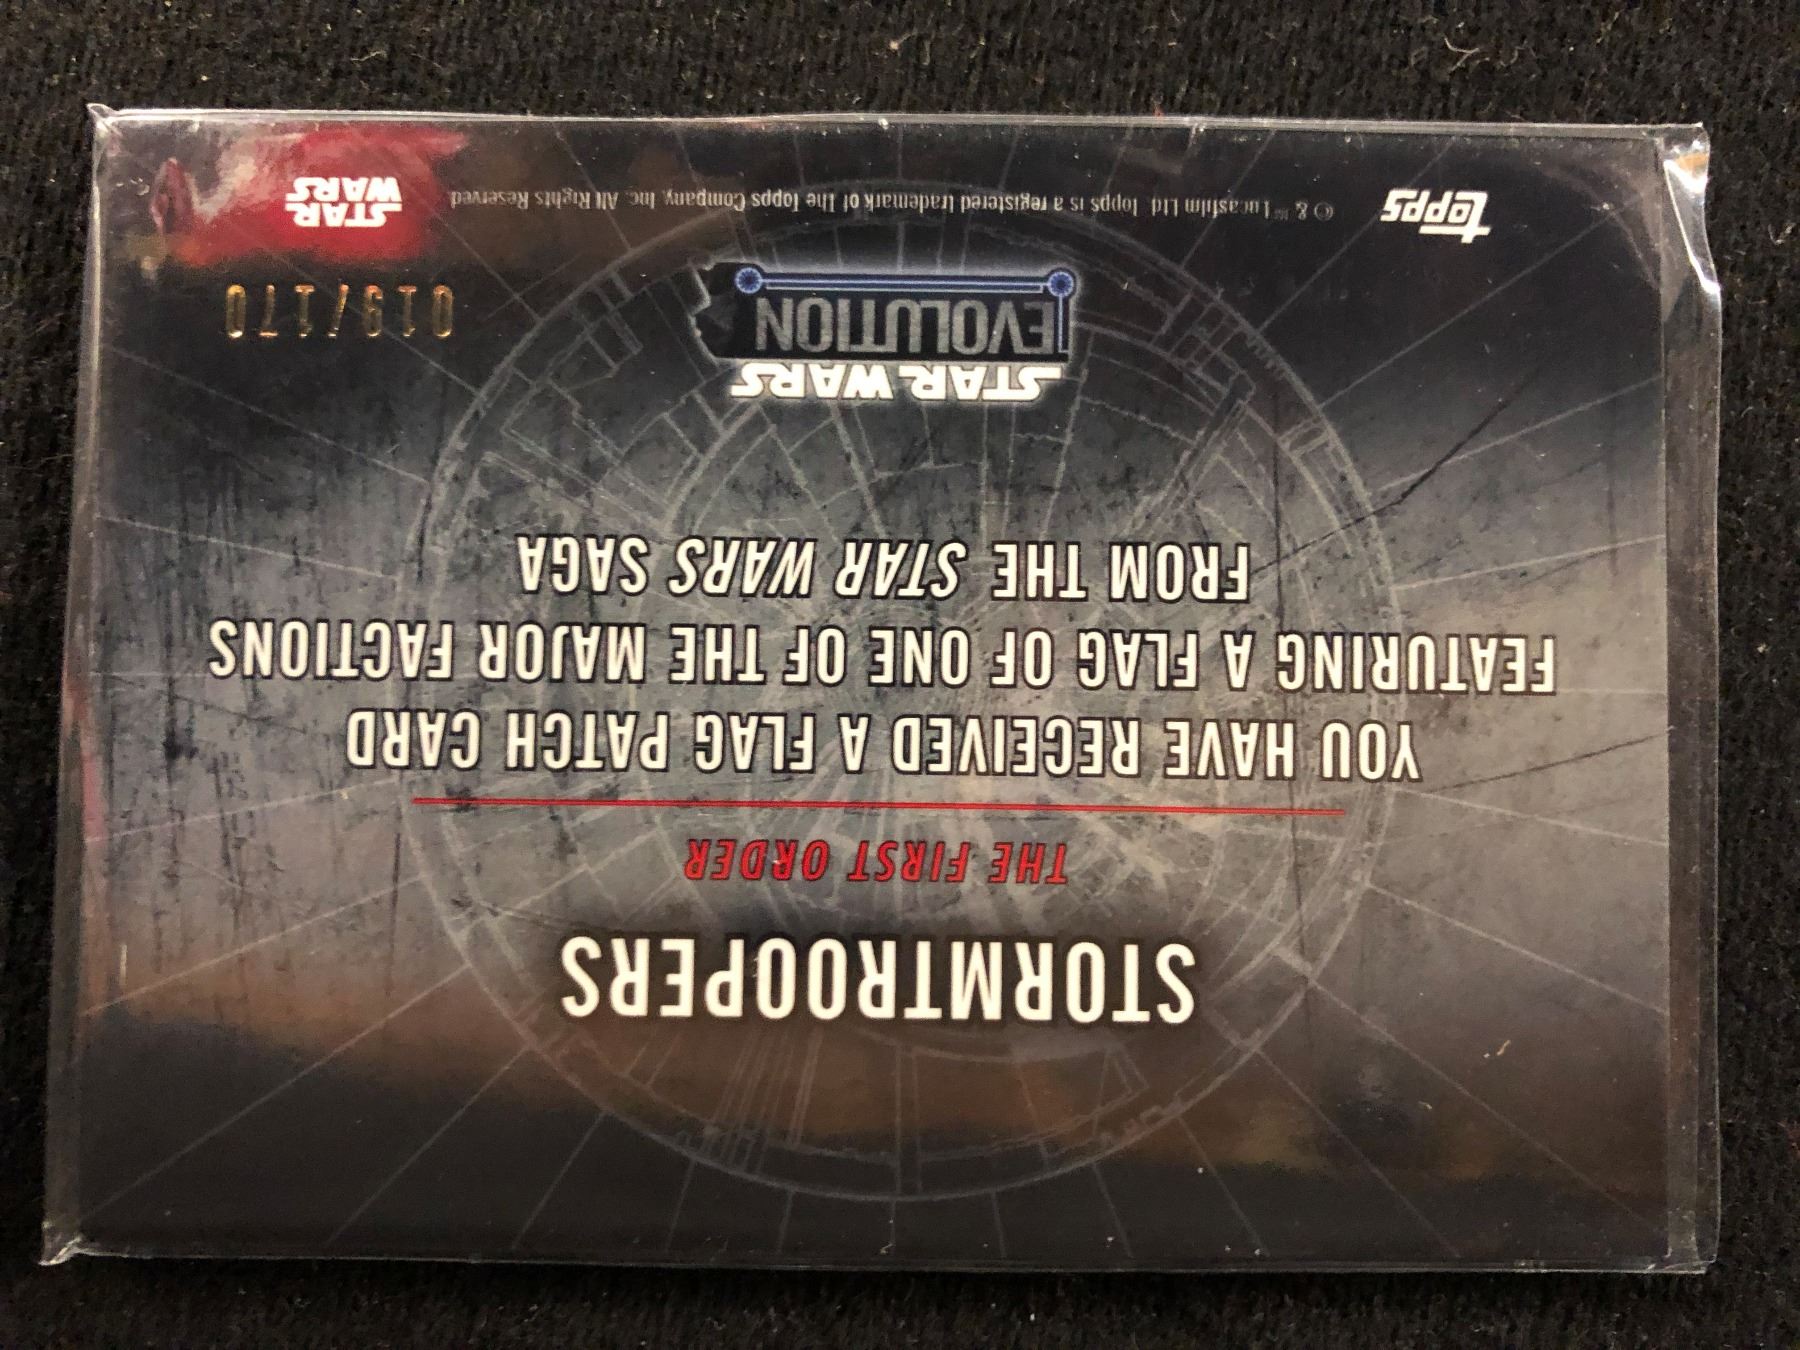 STORMTROOPERS
THE FIRST ORDER
YOU HAVE RECEIVED A FLAG PATCH CARD
FEATURING A FLAG OF ONE OF THE MAJOR FACTIONS
FROM THE STAR WARS SAGA
STAR WARS
EVOLUTION
019/170
topps
© & ™ Lucasfilm Ltd Topps is a registered trademark of The Topps Company, Inc. All Rights Reserved
STAR
WARS